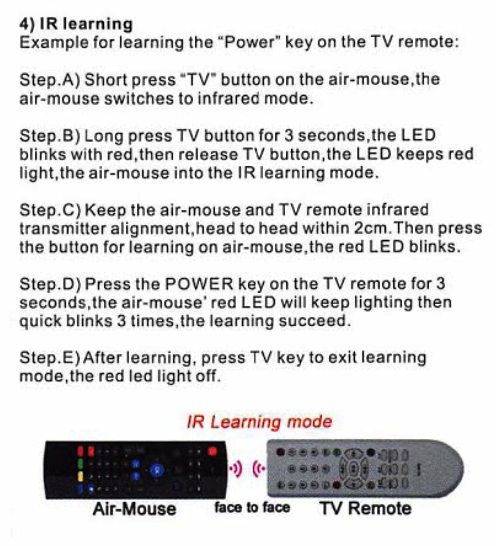 4) IR learning
Example for learning the "Power" key on the TV remote:
Step.A) Short press "TV" button on the air-mouse,the
air-mouse switches to infrared mode.
Step.B) Long press TV button for 3 seconds,the LED
blinks with red,then release TV button,the LED keeps red
light,the air-mouse into the IR learning mode.
Step.C) Keep the air-mouse and TV remote infrared
transmitter alignment,head to head within 2cm.Then press
the button for learning on air-mouse,the red LED blinks.
Step.D) Press the POWER key on the TV remote for 3
seconds,the air-mouse' red LED will keep lighting then
quick blinks 3 times,the learning succeed.
Step.E) After learning, press TV key to exit learning
mode,the red led light off.
IR Learning mode
Air-Mouse face to face TV Remote